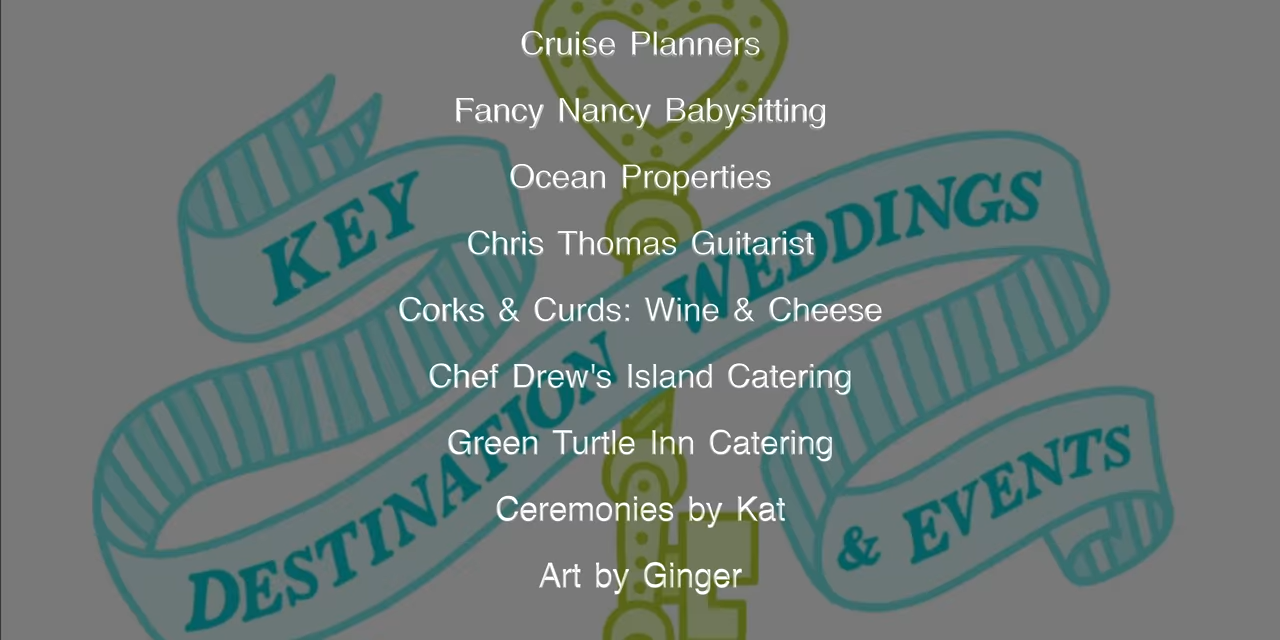 Cruise Planners
Fancy Nancy Babysitting
Ocean Properties
Chris Thomas Guitarist
Corks & Curds: Wine & Cheese
Chef Drew's Island Catering
Green Turtle Inn Catering
Ceremonies by Kat
Art by Ginger
KEY
DESTINATION WEDDINGS
& EVENTS